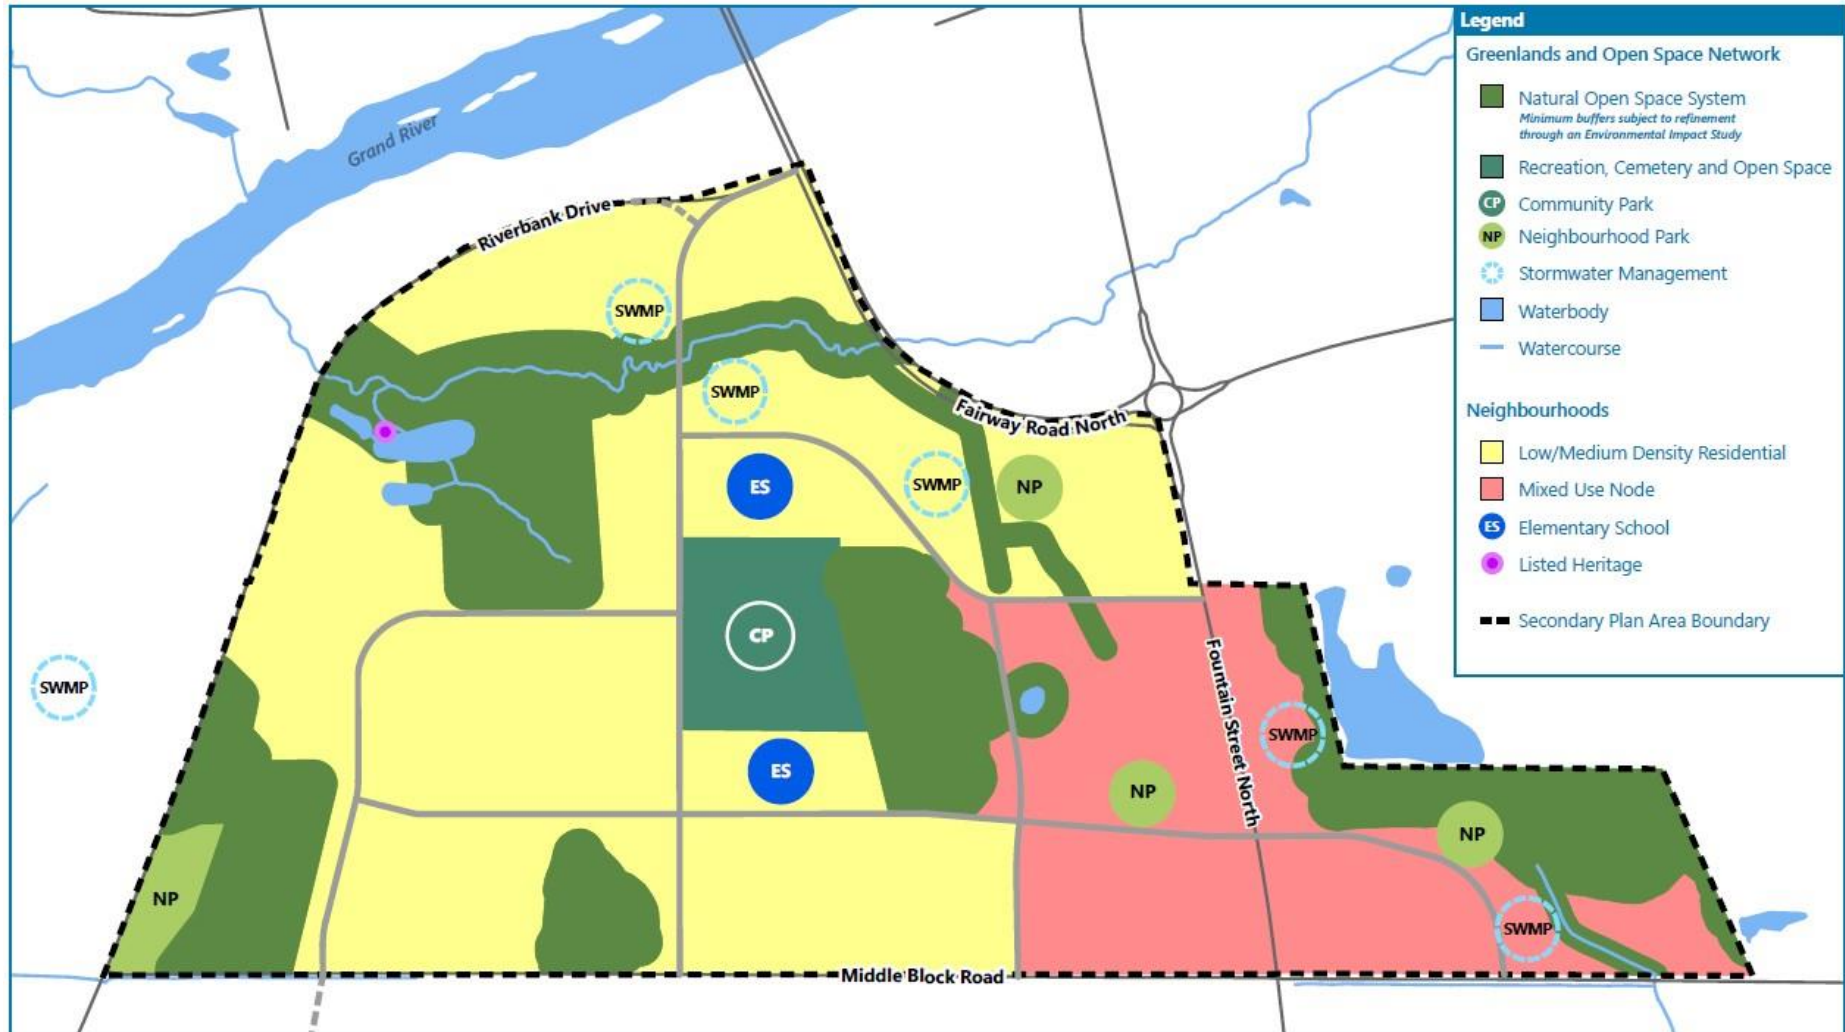 Grand River
Riverbank Drive
SWMP
SWMP
Fairway Road North
SWMP
ES
NP
CP
SWMP
Fountain Street North
SWMP
ES
NP
NP
NP
SWMP
Middle Block Road
Legend
Greenlands and Open Space Network
Natural Open Space System
Minimum buffers subject to refinement
through an Environmental Impact Study
Recreation, Cemetery and Open Space
CP Community Park
NP Neighbourhood Park
Stormwater Management
Waterbody
Watercourse
Neighbourhoods
Low/Medium Density Residential
Mixed Use Node
ES Elementary School
Listed Heritage
Secondary Plan Area Boundary